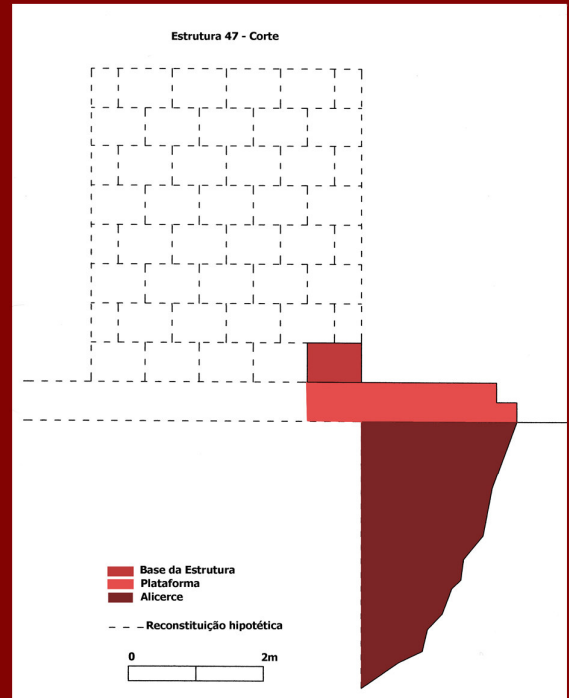 Estrutura 47 - Corte
Base da Estrutura
Plataforma
Alicerce
Reconstituição hipotética
0 2m